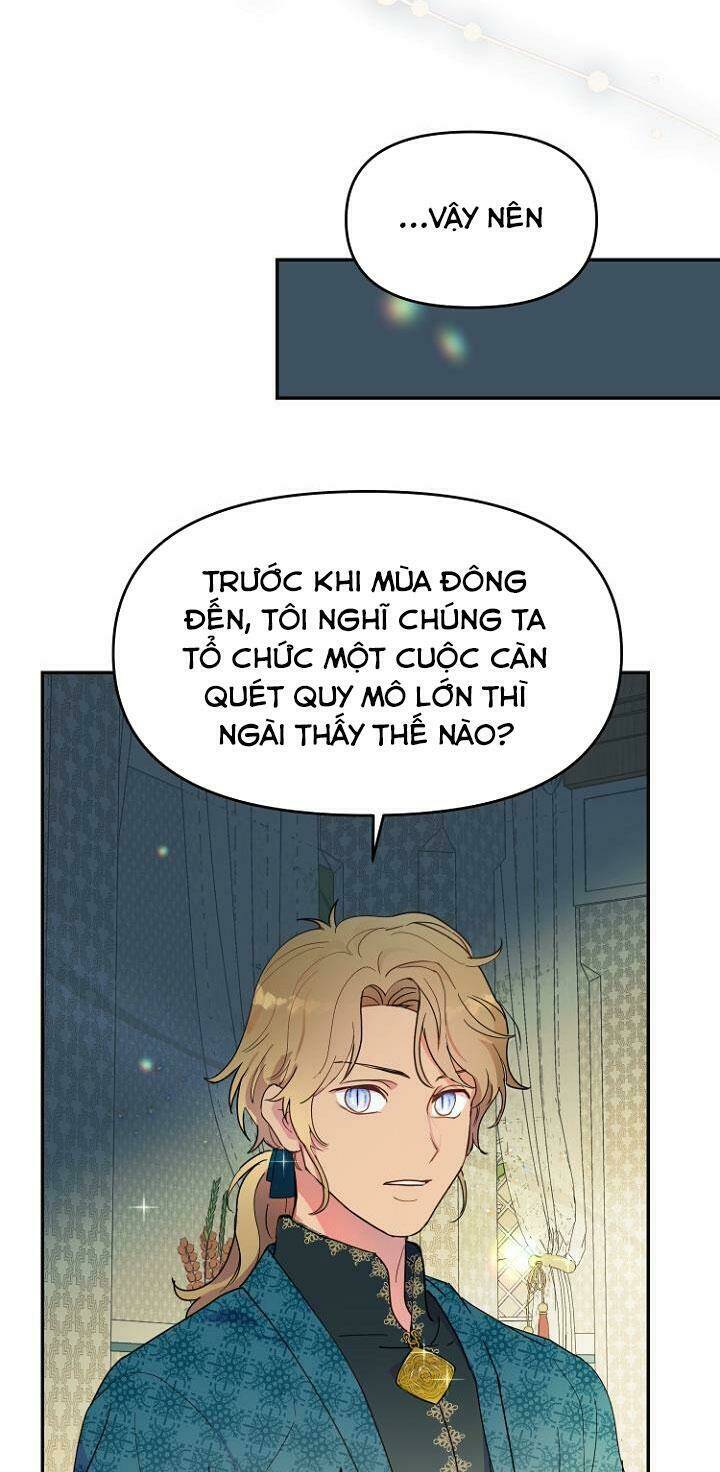 ...VẬY NÊN
TRƯỚC KHI MÙA ĐÔNG
ĐẾN, TÔI NGHĨ CHÚNG TA
TỔ CHỨC MỘT CUỘC CÀN
QUÉT QUY MÔ LỚN THÌ
NGÀI THẤY THẾ NÀO?